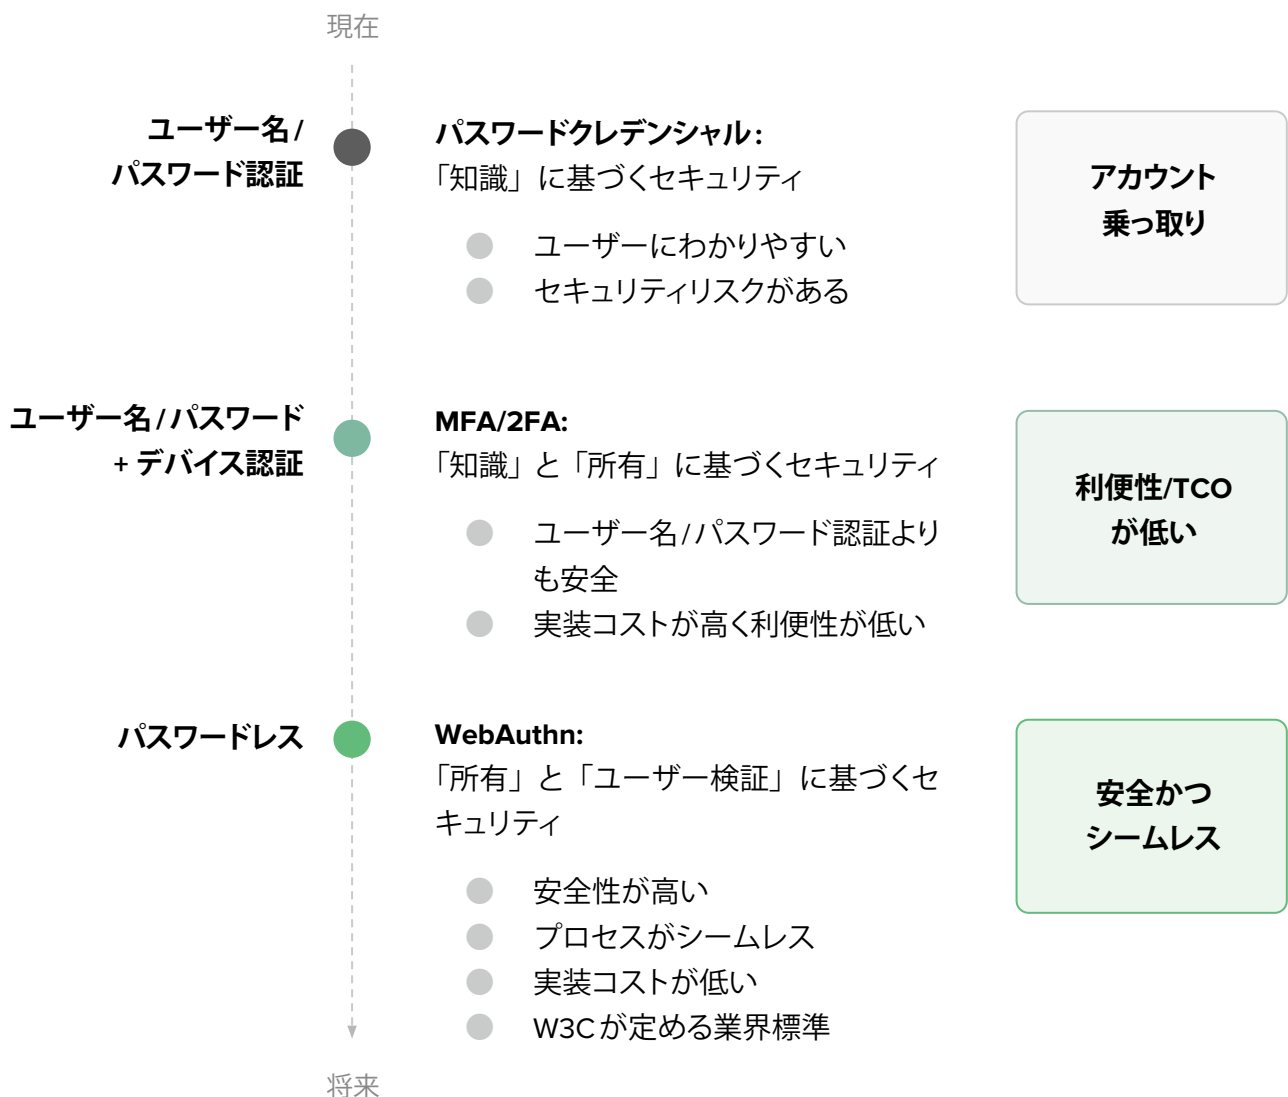 現在
ユーザー名/
パスワード認証
パスワードクレデンシャル:
「知識」に基づくセキュリティ
ユーザーにわかりやすい
セキュリティリスクがある
アカウント
乗っ取り
ユーザー名/パスワード
+ デバイス認証
MFA/2FA:
「知識」と「所有」に基づくセキュリティ
ユーザー名/パスワード認証より
も安全
実装コストが高く利便性が低い
利便性/TCO
が低い
パスワードレス
WebAuthn:
「所有」と「ユーザー検証」に基づくセ
キュリティ
安全性が高い
プロセスがシームレス
実装コストが低い
W3Cが定める業界標準
安全かつ
シームレス
将来